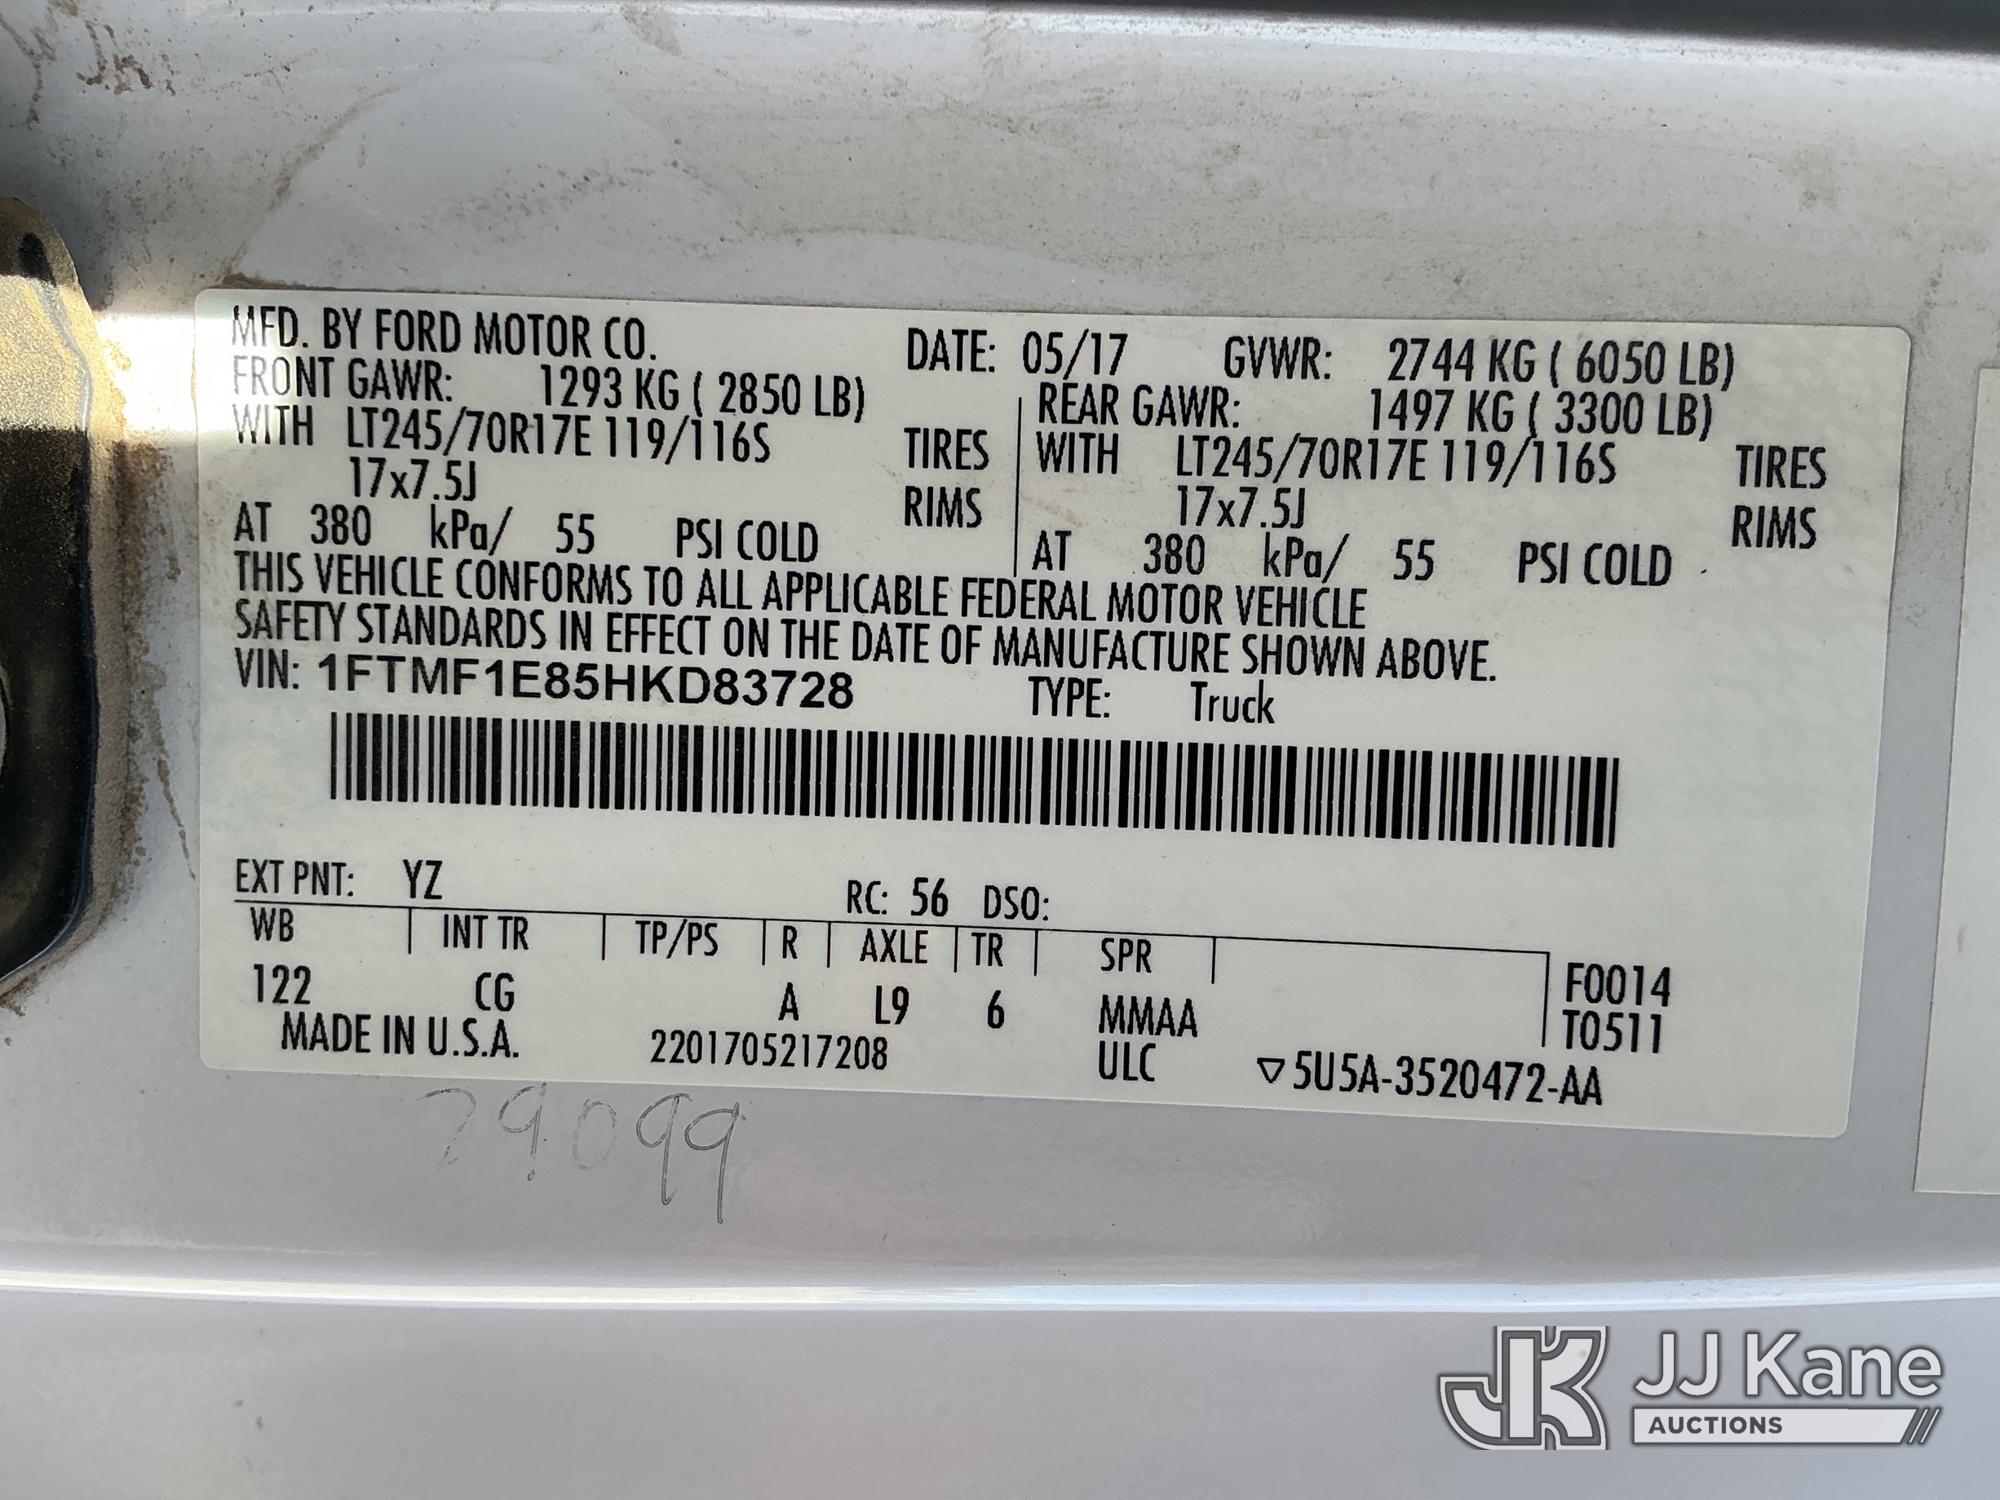 MFD. BY FORD MOTOR CO. DATE: 05/17 GVWR: 2744 KG ( 6050 LB)
FRONT GAWR: 1293 KG ( 2850 LB) REAR GAWR: 1497 KG ( 3300 LB)
WITH LT245/70R17E 119/116S TIRES WITH LT245/70R17E 119/116S TIRES
17x7.5J RIMS 17x7.5J RIMS
AT 380 kPa/ 55 PSI COLD AT 380 kPa/ 55 PSI COLD
THIS VEHICLE CONFORMS TO ALL APPLICABLE FEDERAL MOTOR VEHICLE
SAFETY STANDARDS IN EFFECT ON THE DATE OF MANUFACTURE SHOWN ABOVE.
VIN: 1FTMF1E85HKD83728 TYPE: Truck
EXT PNT: YZ RC: 56 DSO:
WB INT TR TP/PS R AXLE TR SPR F0014
122 CG A L9 6 MMAA T0511
MADE IN U.S.A. 2201705217208 ULC ▽5U5A-3520472-AA
29099
JK JJ Kane
AUCTIONS